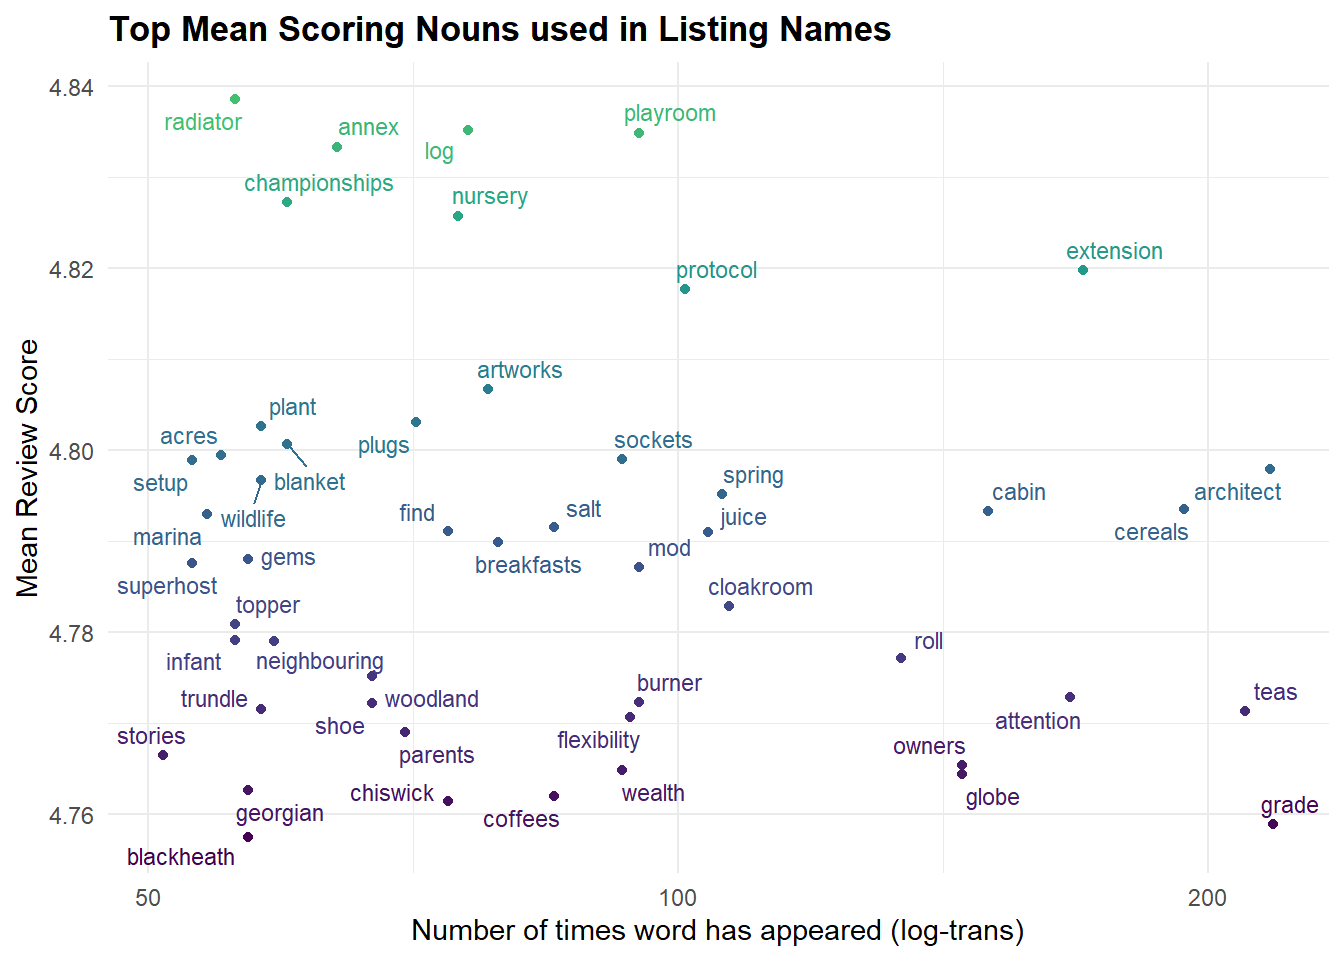 Top Mean Scoring Nouns used in Listing Names
4.84
radiator
annex
log
playroom
championships
nursery
4.82
protocol
extension
artworks
plant
acres
plugs
sockets
4.80
setup
blanket
spring
cabin
architect
wildlife
find
salt
juice
cereals
marina
gems
breakfasts
mod
superhost
cloakroom
topper
4.78
infant
neighbouring
roll
trundle
woodland
burner
teas
shoe
attention
stories
parents
flexibility
owners
chiswick
wealth
globe
georgian
coffees
grade
4.76
blackheath
50
100
200
Mean Review Score
Number of times word has appeared (log-trans)